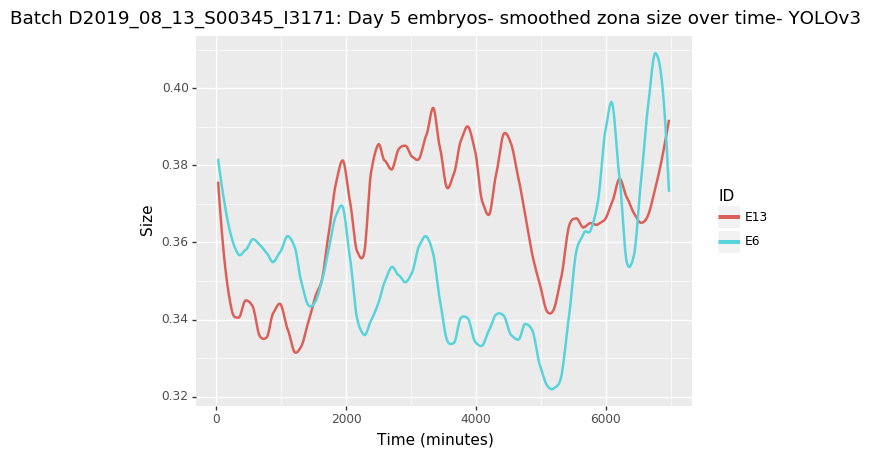 Batch D2019_08_13_S00345_I3171: Day 5 embryos- smoothed zona size over time- YOLOv3
0.40
0.38
0.36
0.34
0.32
Size
0
2000
4000
6000
Time (minutes)
ID
E13
E6